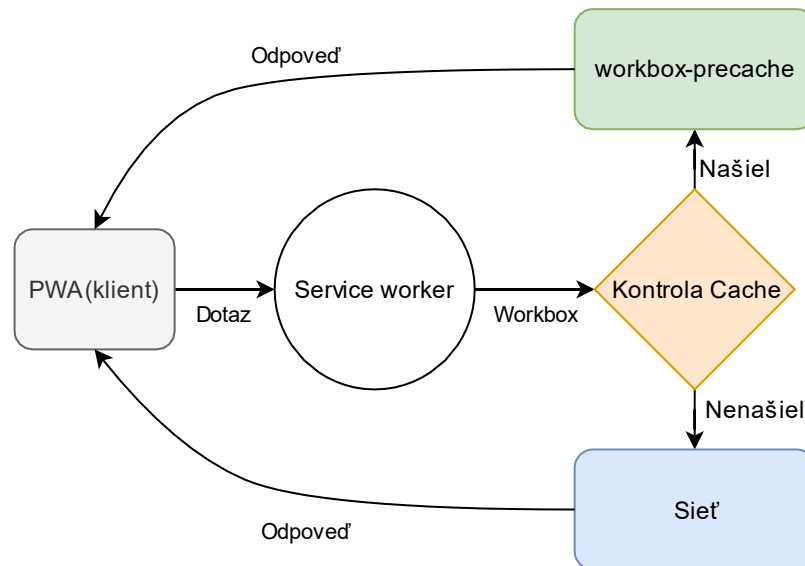 Odpoveď
workbox-precache
Našiel
PWA(klient)
Dotaz
Service worker
Workbox
Kontrola Cache
Nenašiel
Sieť
Odpoveď